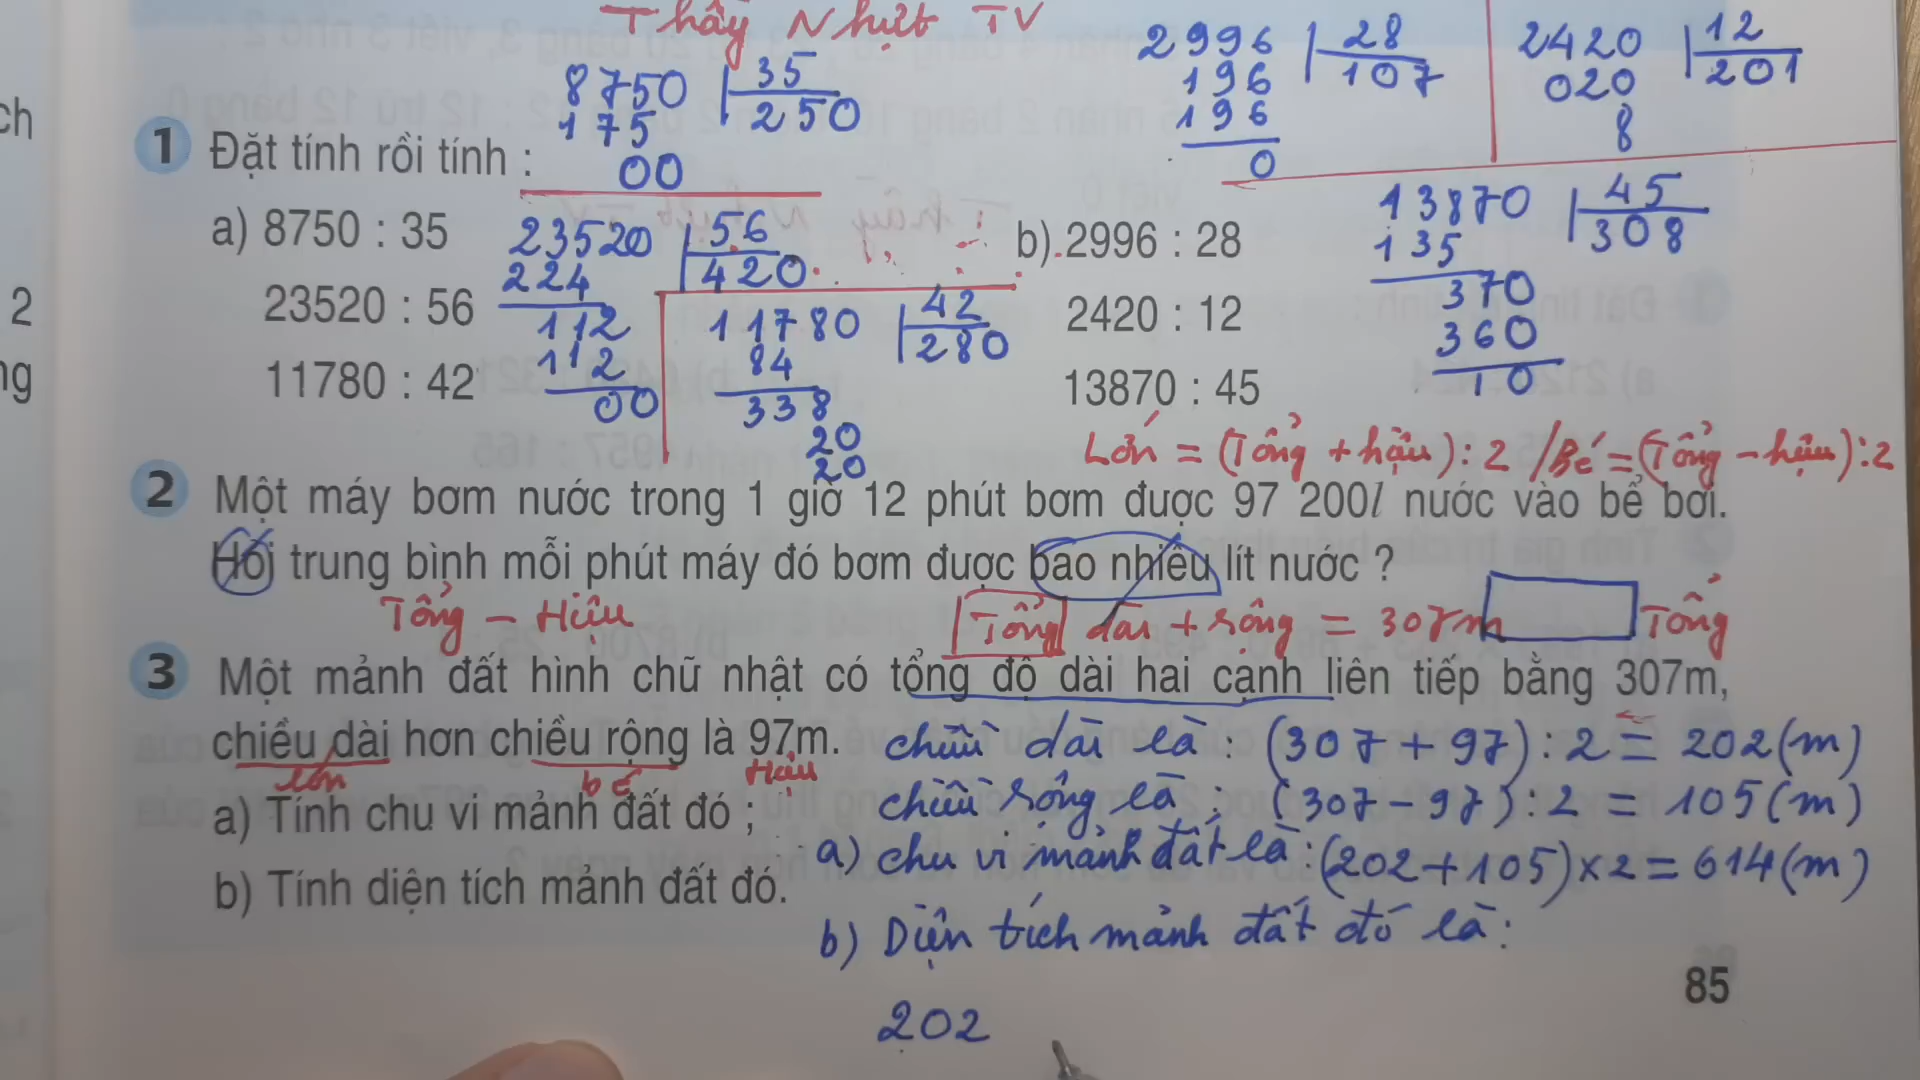 Thầy Nhựt TV
8750 35
175 250
00
2996 28
196 107
196
0
2420 12
020 201
8
ch
1 Đặt tính rồi tính :
a) 8750 : 35
23520 56
224 420
112
112
00
b) 2996 : 28
13870 45
135 308
370
360
10
2
23520 : 56
11780 42
84 280
338
20
20
2420 : 12
ng
11780 : 42
13870 : 45
Lớn = (Tổng + hiệu) : 2 / Bé = (Tổng - hiệu) : 2
2 Một máy bơm nước trong 1 giờ 12 phút bơm được 97 200l nước vào bể bơi.
Hỏi trung bình mỗi phút máy đó bơm được bao nhiêu lít nước ?
Tổng - Hiệu
Tổng dài + rộng = 307m Tổng
3 Một mảnh đất hình chữ nhật có tổng độ dài hai cạnh liên tiếp bằng 307m,
chiều dài hơn chiều rộng là 97m.
lớn bé Hiệu
chiều dài là : (307 + 97) : 2 = 202 (m)
a) Tính chu vi mảnh đất đó ;
chiều rộng là : (307 - 97) : 2 = 105 (m)
a) chu vi mảnh đất là : (202 + 105) x 2 = 614 (m)
b) Tính diện tích mảnh đất đó.
b) Diện tích mảnh đất đó là :
202
85